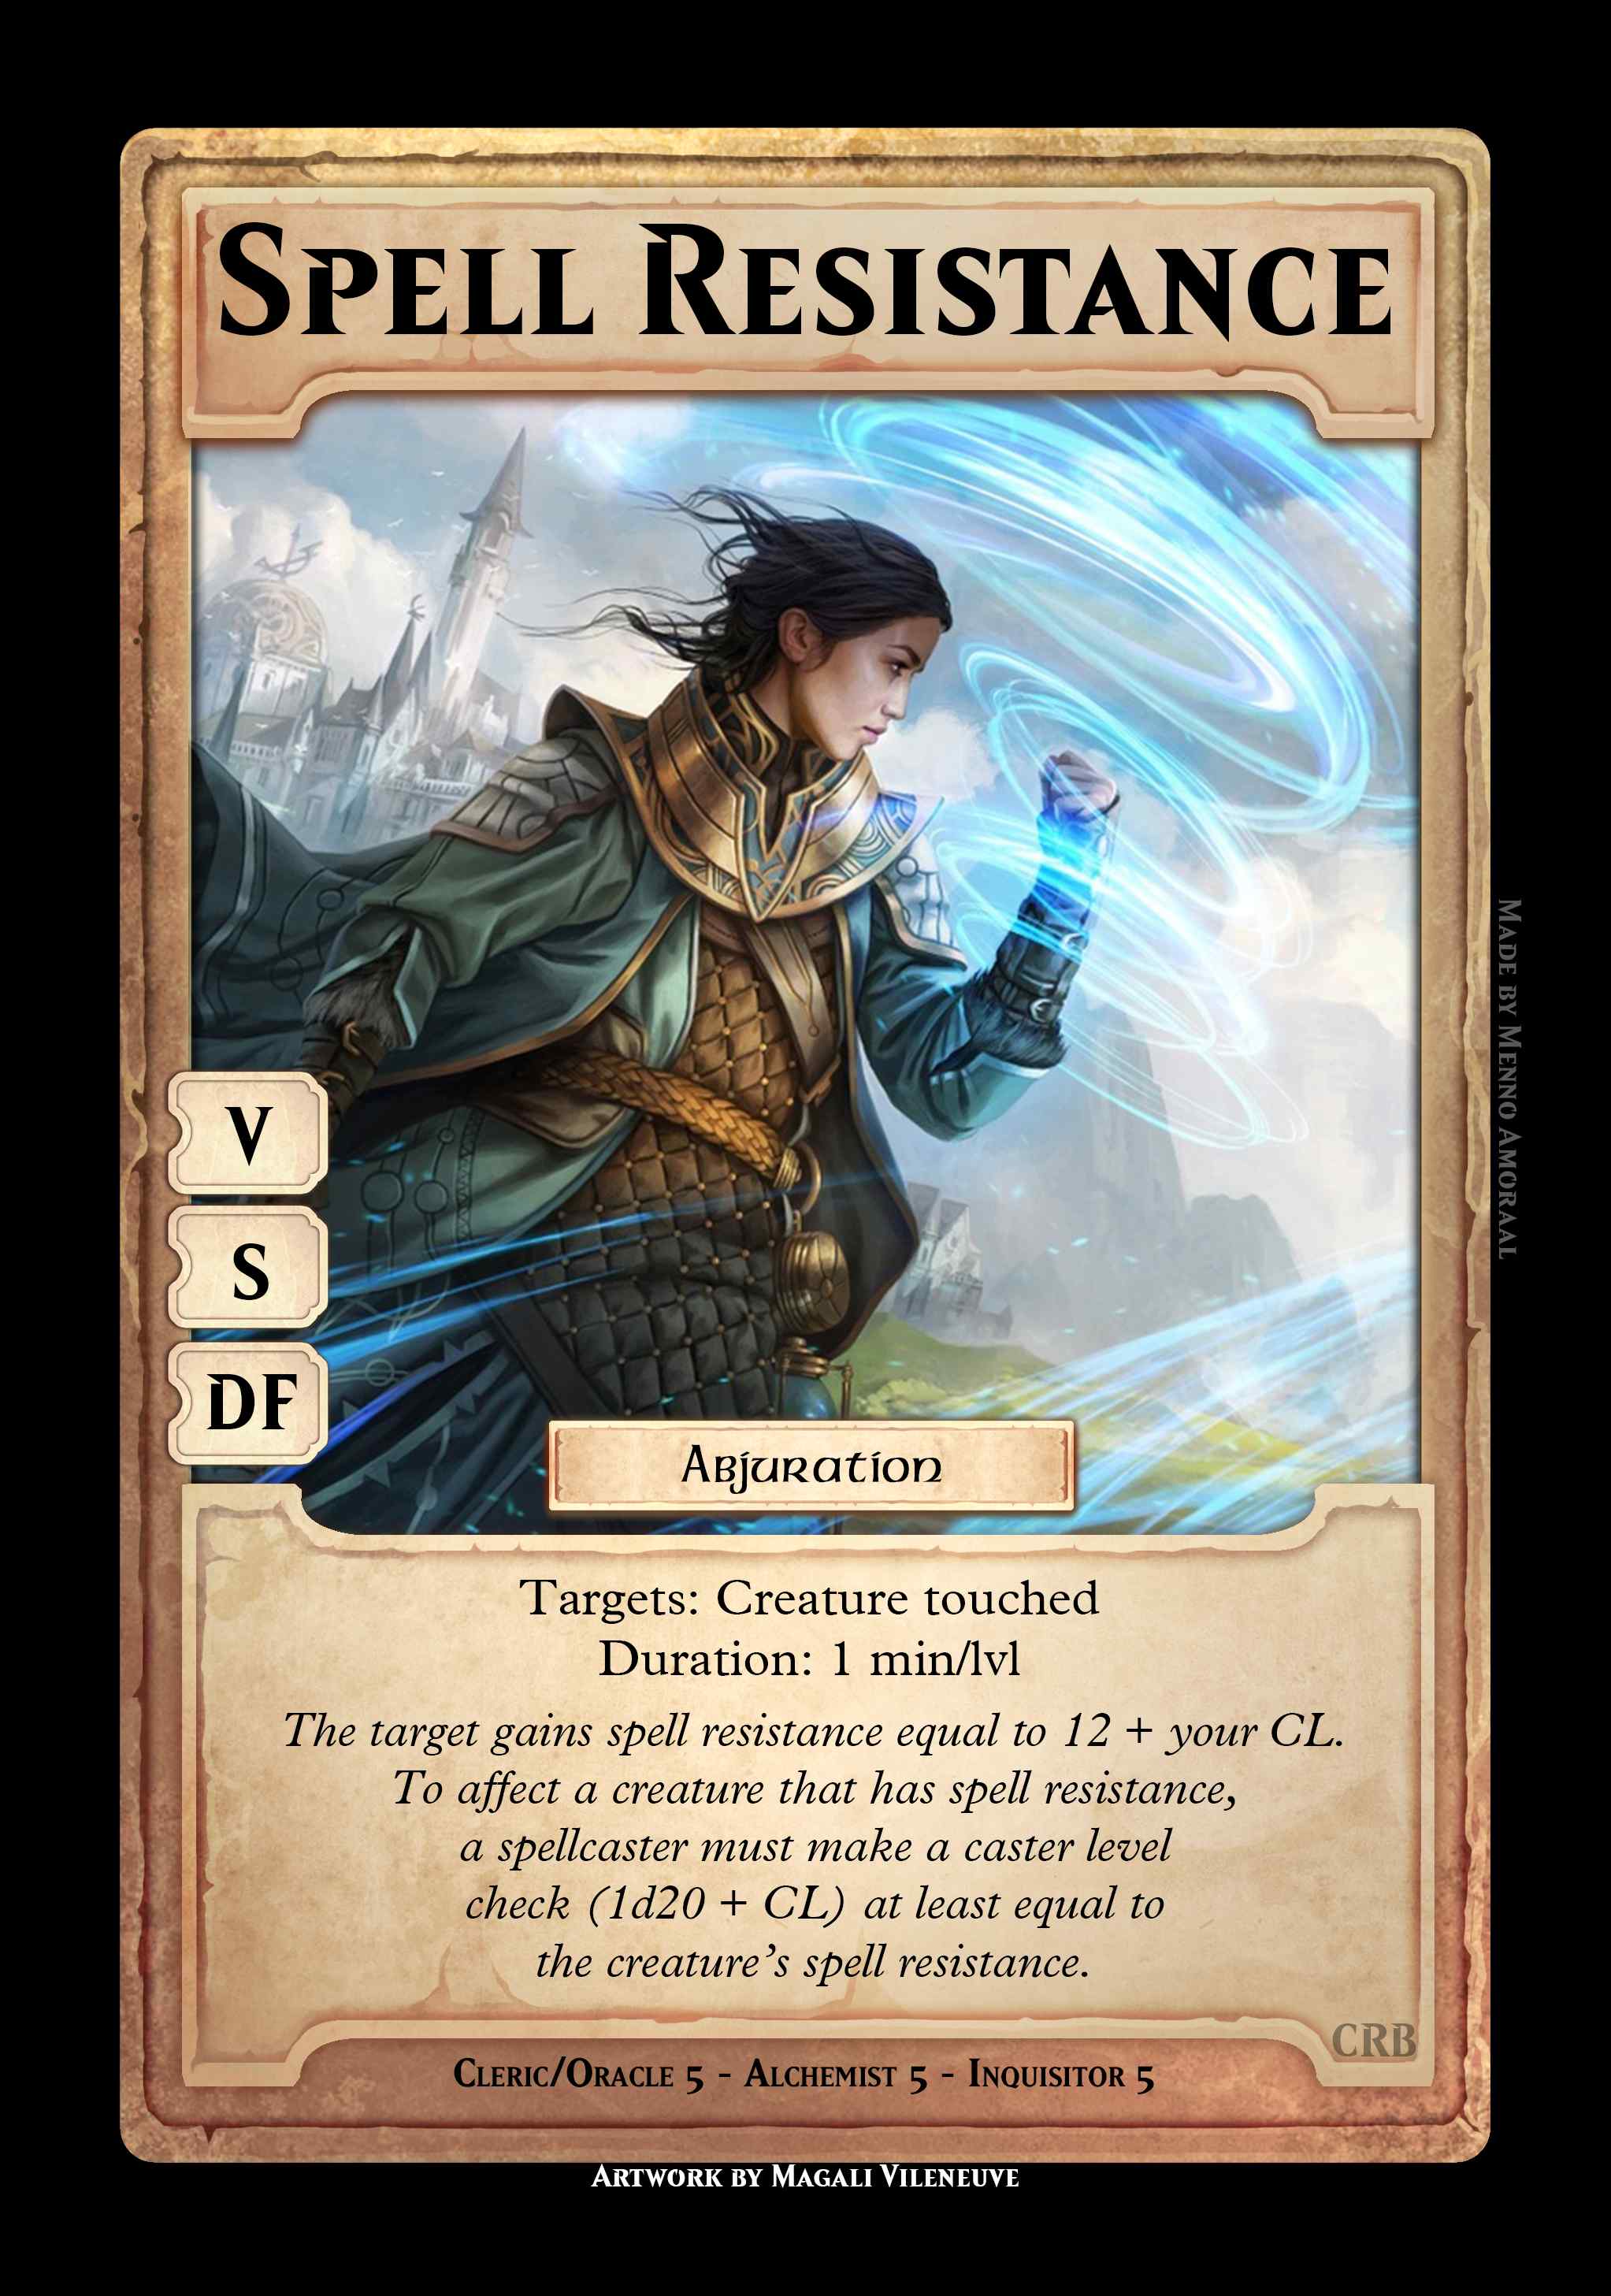 Spell Resistance
V
S
DF
Abjuration
Targets: Creature touched
Duration: 1 min/lvl
The target gains spell resistance equal to 12 + your CL.
To affect a creature that has spell resistance,
a spellcaster must make a caster level
check (1d20 + CL) at least equal to
the creature's spell resistance.
CRB
Cleric/Oracle 5 - Alchemist 5 - Inquisitor 5
Artwork by Magali Vileneuve
Made by Menno Amoraal